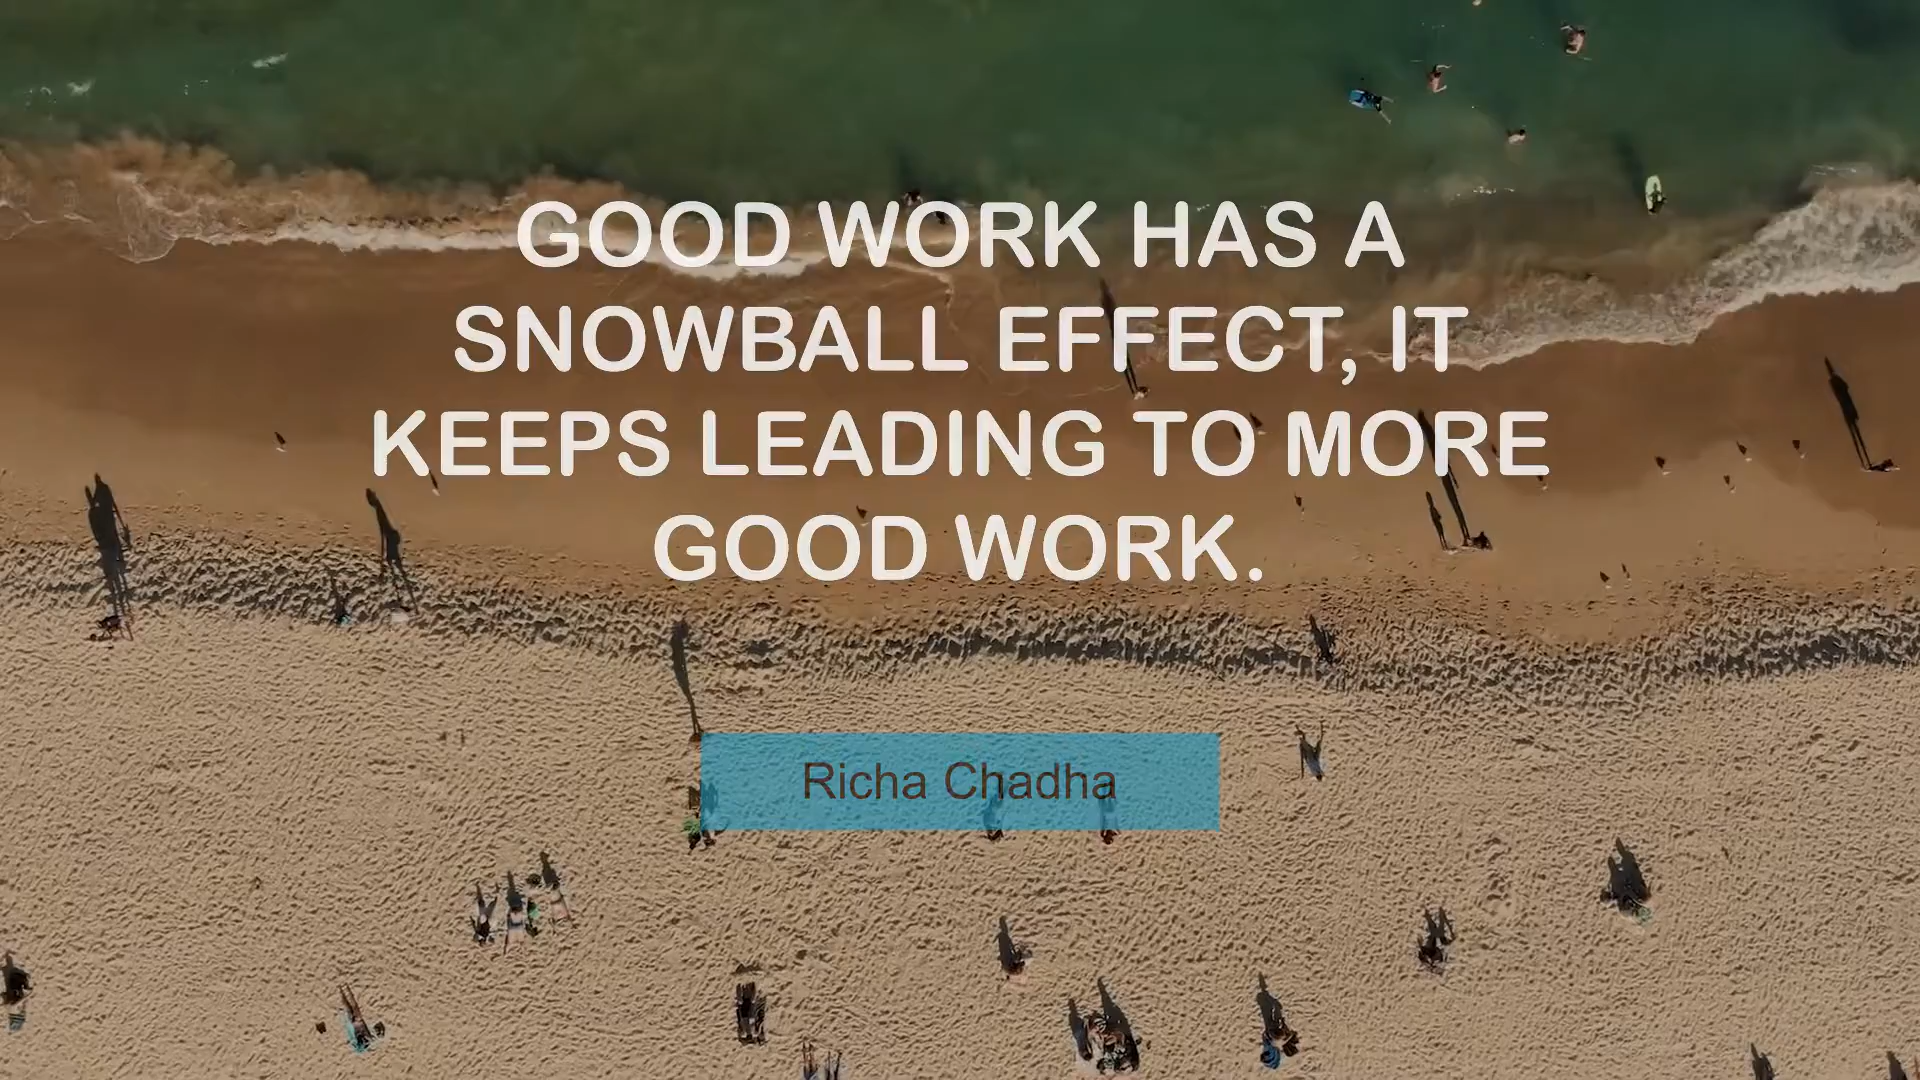 GOOD WORK HAS A
SNOWBALL EFFECT, IT
KEEPS LEADING TO MORE
GOOD WORK.
Richa Chadha